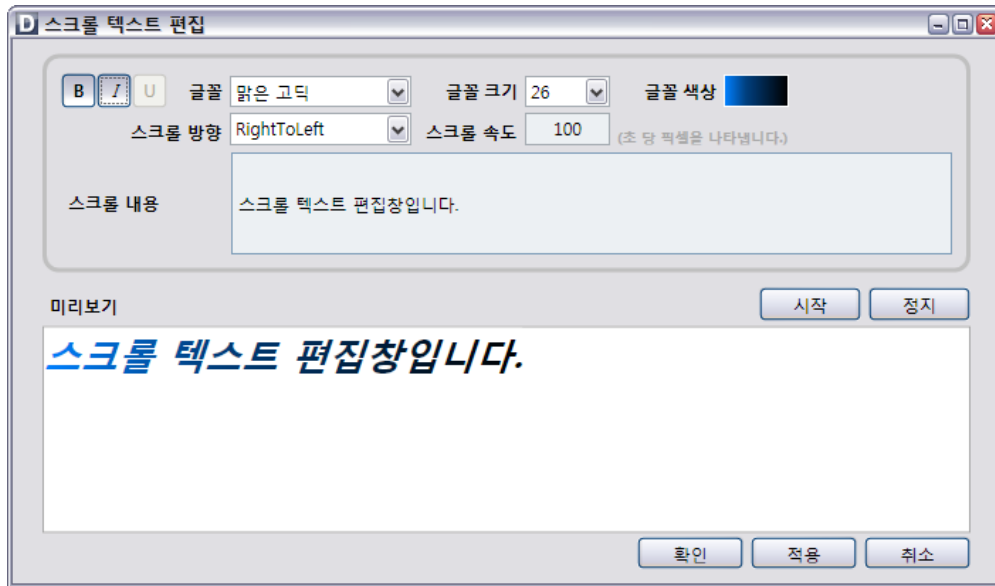 D 스크롤 텍스트 편집
B I U 글꼴 맑은 고딕 글꼴 크기 26 글꼴 색상
스크롤 방향 RightToLeft 스크롤 속도 100 (초 당 픽셀을 나타냅니다.)
스크롤 내용 스크롤 텍스트 편집창입니다.
미리보기 시작 정지
스크롤 텍스트 편집창입니다.
확인 적용 취소